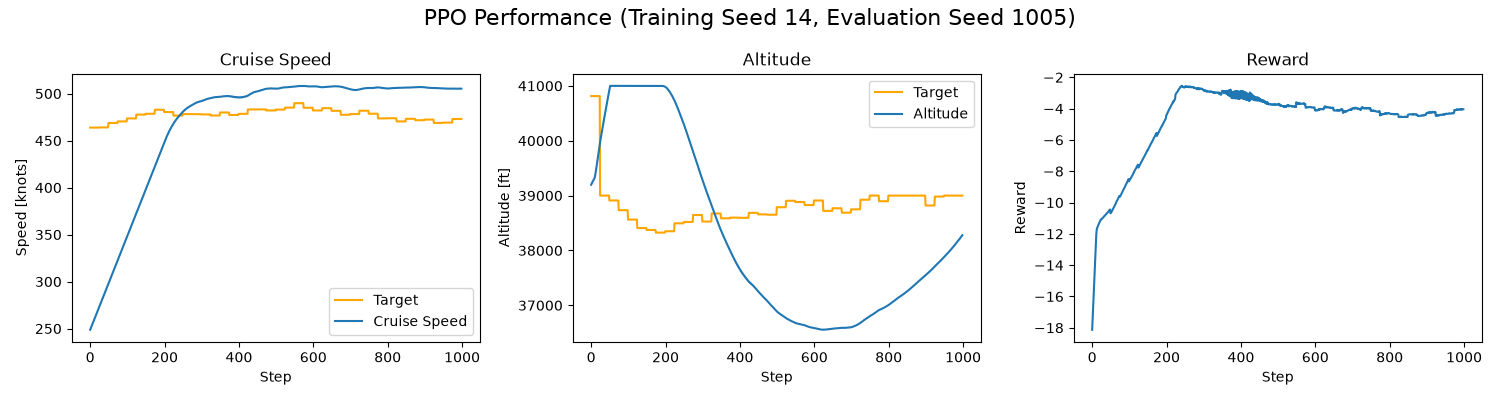 PPO Performance (Training Seed 14, Evaluation Seed 1005)
Cruise Speed
Speed [knots]
500
450
400
350
300
250
Target
Cruise Speed
0 200 400 600 800 1000
Step
Altitude
Altitude [ft]
41000
40000
39000
38000
37000
Target
Altitude
0 200 400 600 800 1000
Step
Reward
Reward
−2
−4
−6
−8
−10
−12
−14
−16
−18
0 200 400 600 800 1000
Step